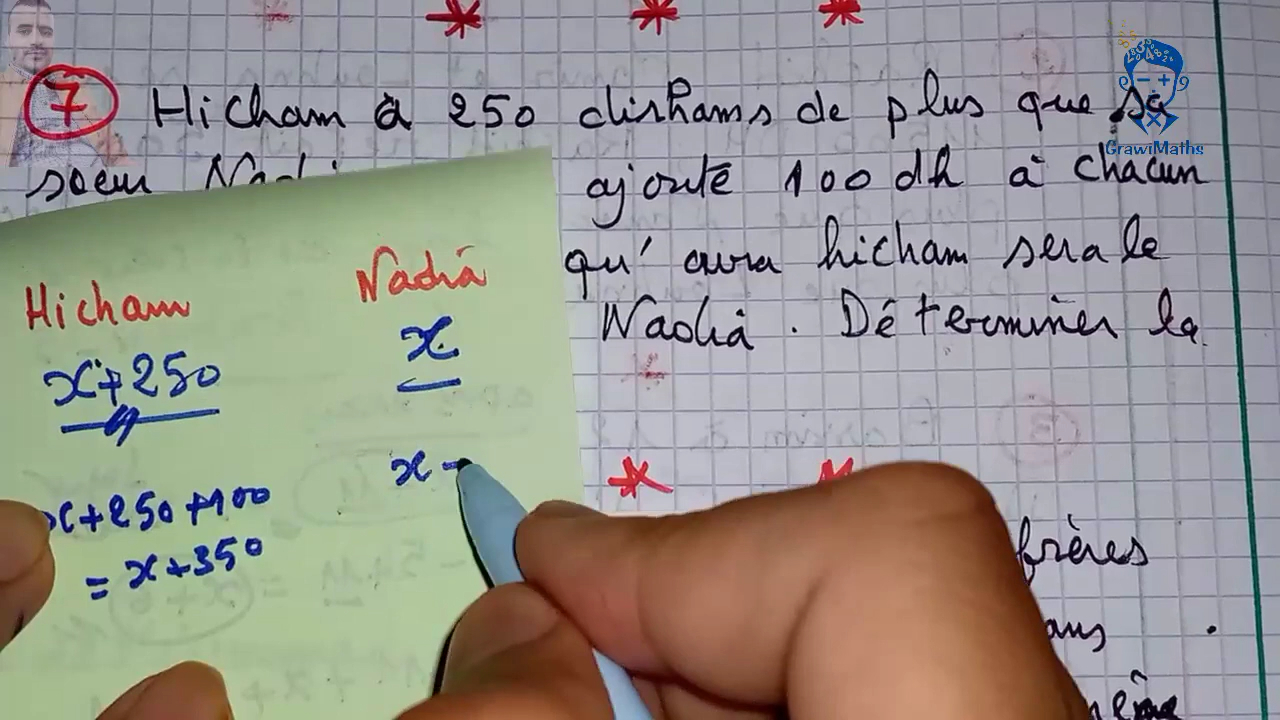 7 Hicham à 250 dirhams de plus que sa
soeur ajouté 100 dh à chacun
qu' aura hicham sera le
Nadia . Déterminer la
Hicham Nadia
x+250 x
x+250+100 x -
= x+350
frères
ans .
GrawiMaths